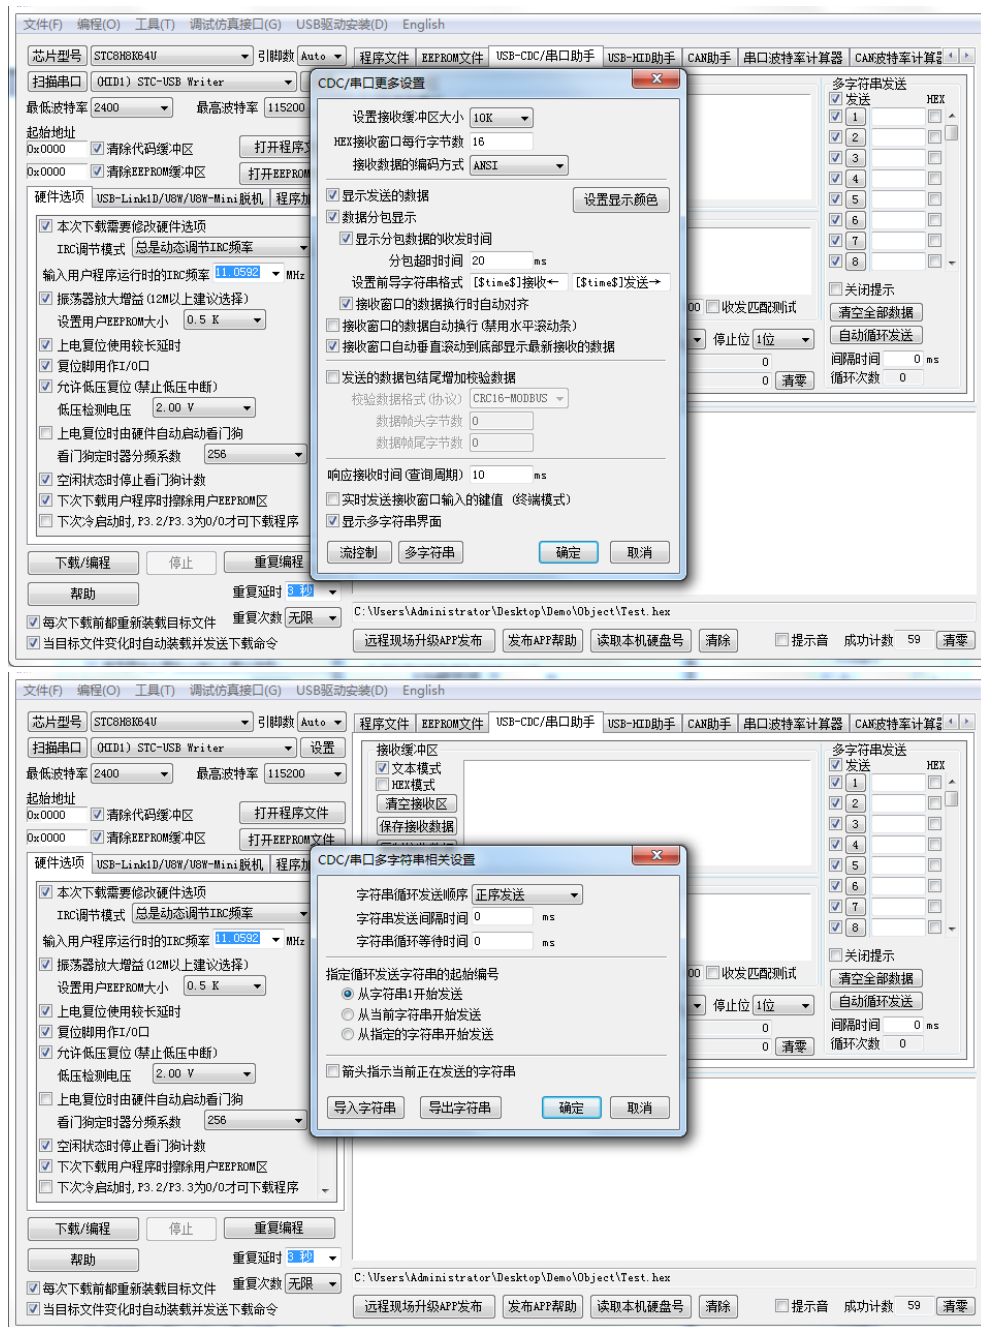 文件(F) 编程(O) 工具(T) 调试仿真接口(G) USB驱动安装(D) English
芯片型号 STC8H8K64U 引脚数 Auto 程序文件 EEPROM文件 USB-CDC/串口助手 USB-HID助手 CAN助手 串口波特率计算器 CAN波特率计算
扫描串口 (HID1) STC-USB Writer CDC/串口更多设置 多字符串发送
最低波特率 2400 最高波特率 115200 发送 HEX
起始地址
0x0000 清除代码缓冲区 打开程序
0x0000 清除EEPROM缓冲区 打开EEPROM
硬件选项 USB-Link1D/U8W/U8W-Mini脱机 程序加
本次下载需要修改硬件选项
IRC调节模式 总是动态调节IRC频率
输入用户程序运行时的IRC频率 11.0592 MHz
振荡器放大增益(12M以上建议选择)
设置用户EEPROM大小 0.5 K
上电复位使用较长延时
复位脚用作I/O口
允许低压复位(禁止低压中断)
低压检测电压 2.00 V
上电复位时由硬件自动启动看门狗
看门狗定时器分频系数 256
空闲状态时停止看门狗计数
下次下载用户程序时擦除用户EEPROM区
下次冷启动时,P3.2/P3.3为0/0才可下载程序
设置接收缓冲区大小 10K
HEX接收窗口每行字节数 16
接收数据的编码方式 ANSI
显示发送的数据 设置显示颜色
数据分包显示
显示分包数据的收发时间
分包超时时间 20 ms
设置前导字符串格式 [$time$]接收← [$time$]发送→
接收窗口的数据换行时自动对齐
接收窗口的数据自动换行(禁用水平滚动条)
接收窗口自动垂直滚动到底部显示最新接收的数据
发送的数据包结尾增加校验数据
校验数据格式(协议) CRC16-MODBUS
数据帧头字节数 0
数据帧尾字节数 0
响应接收时间(查询周期) 10 ms
实时发送接收窗口输入的键值 (终端模式)
显示多字符串界面
流控制 多字符串 确定 取消
1
2
3
4
5
6
7
8
关闭提示
00 收发匹配测试 清空全部数据
停止位 1位 自动循环发送
0 间隔时间 0 ms
0 清零 循环次数 0
下载/编程 停止 重复编程
帮助 重复延时 3 秒
每次下载前都重新装载目标文件 重复次数 无限
当目标文件变化时自动装载并发送下载命令
C:\Users\Administrator\Desktop\Demo\Object\Test.hex
远程现场升级APP发布 发布APP帮助 读取本机硬盘号 清除 提示音 成功计数 59 清零
文件(F) 编程(O) 工具(T) 调试仿真接口(G) USB驱动安装(D) English
芯片型号 STC8H8K64U 引脚数 Auto 程序文件 EEPROM文件 USB-CDC/串口助手 USB-HID助手 CAN助手 串口波特率计算器 CAN波特率计算
扫描串口 (HID1) STC-USB Writer 设置 接收缓冲区 多字符串发送
最低波特率 2400 最高波特率 115200 文本模式 发送 HEX
起始地址 HEX模式
0x0000 清除代码缓冲区 打开程序文件 清空接收区
0x0000 清除EEPROM缓冲区 打开EEPROM文件 保存接收数据
硬件选项 USB-Link1D/U8W/U8W-Mini脱机 程序加
本次下载需要修改硬件选项
IRC调节模式 总是动态调节IRC频率
输入用户程序运行时的IRC频率 11.0592 MHz
振荡器放大增益(12M以上建议选择)
设置用户EEPROM大小 0.5 K
上电复位使用较长延时
复位脚用作I/O口
允许低压复位(禁止低压中断)
低压检测电压 2.00 V
上电复位时由硬件自动启动看门狗
看门狗定时器分频系数 256
空闲状态时停止看门狗计数
下次下载用户程序时擦除用户EEPROM区
下次冷启动时,P3.2/P3.3为0/0才可下载程序
CDC/串口多字符串相关设置
字符串循环发送顺序 正序发送
字符串发送间隔时间 0 ms
字符串循环等待时间 0 ms
指定循环发送字符串的起始编号
从字符串1开始发送
从当前字符串开始发送
从指定的字符串开始发送
箭头指示当前正在发送的字符串
导入字符串 导出字符串 确定 取消
1
2
3
4
5
6
7
8
关闭提示
00 收发匹配测试 清空全部数据
停止位 1位 自动循环发送
0 间隔时间 0 ms
0 清零 循环次数 0
下载/编程 停止 重复编程
帮助 重复延时 3 秒
每次下载前都重新装载目标文件 重复次数 无限
当目标文件变化时自动装载并发送下载命令
C:\Users\Administrator\Desktop\Demo\Object\Test.hex
远程现场升级APP发布 发布APP帮助 读取本机硬盘号 清除 提示音 成功计数 59 清零